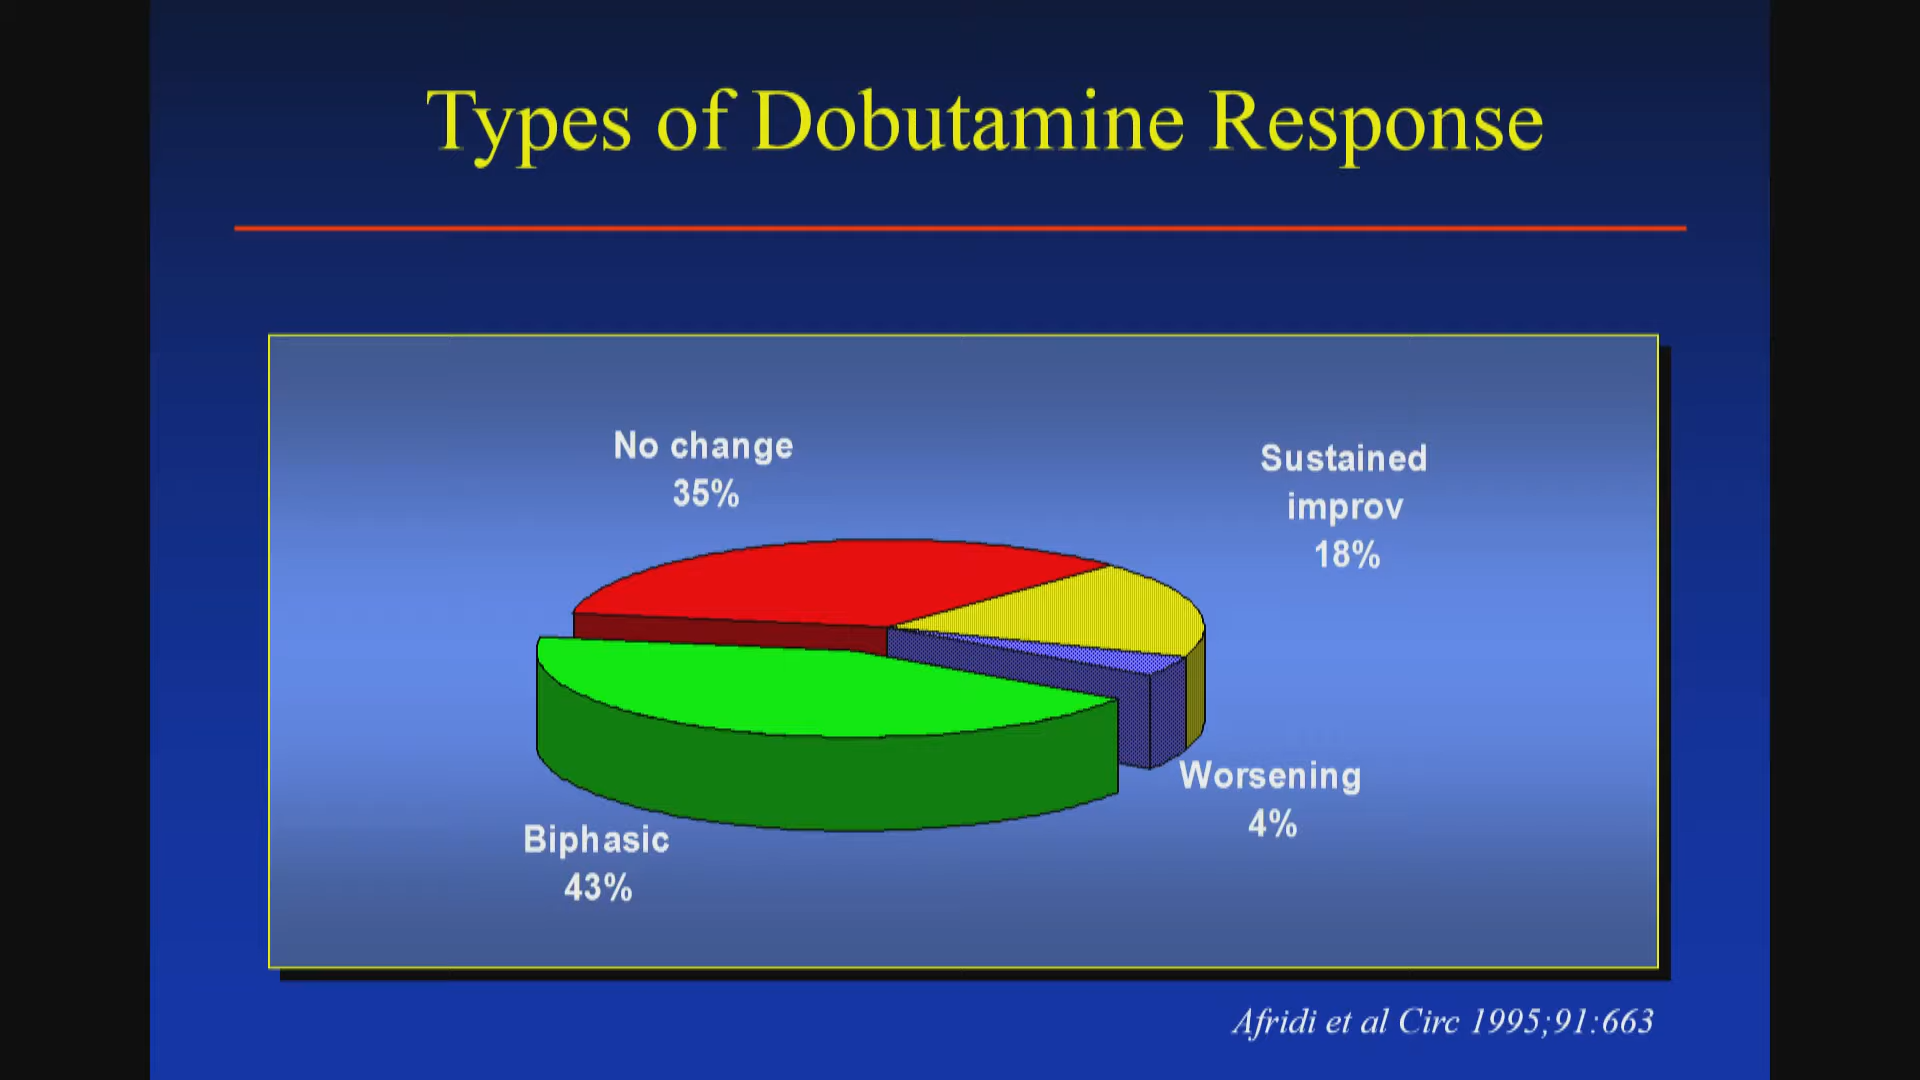 Types of Dobutamine Response
No change
35%
Sustained
improv
18%
Worsening
4%
Biphasic
43%
Afridi et al Circ 1995;91:663